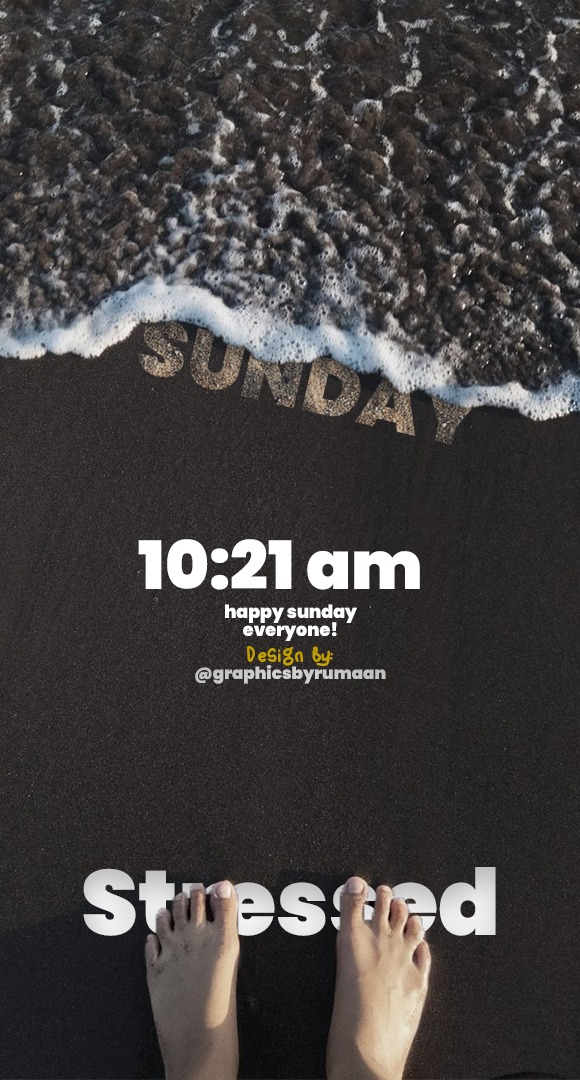 SUNDAY
10:21 am
happy sunday
everyone!
Design By:
@graphicsbyrumaan
Stressed